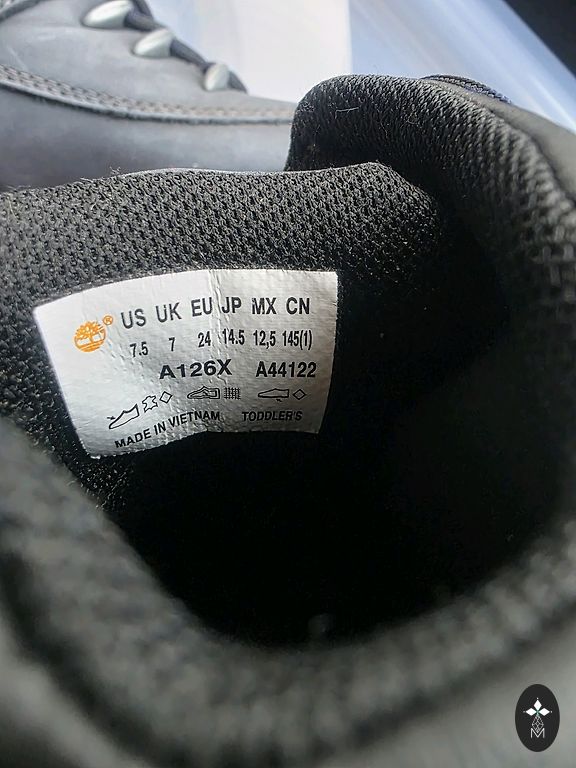 ® US UK EU JP MX CN
7.5 7 24 14.5 12,5 145(1)
A126X A44122
MADE IN VIETNAM TODDLER'S
M